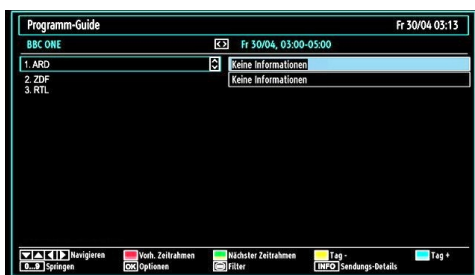 Programm-Guide Fr 30/04 03:13
BBC ONE Fr 30/04, 03:00-05:00
1. ARD Keine Informationen
2. ZDF Keine Informationen
3. RTL
Navigieren Vorh. Zeitrahmen Nächster Zeitrahmen Tag - Tag +
0...9 Springen OK Optionen Filter INFO Sendungs-Details